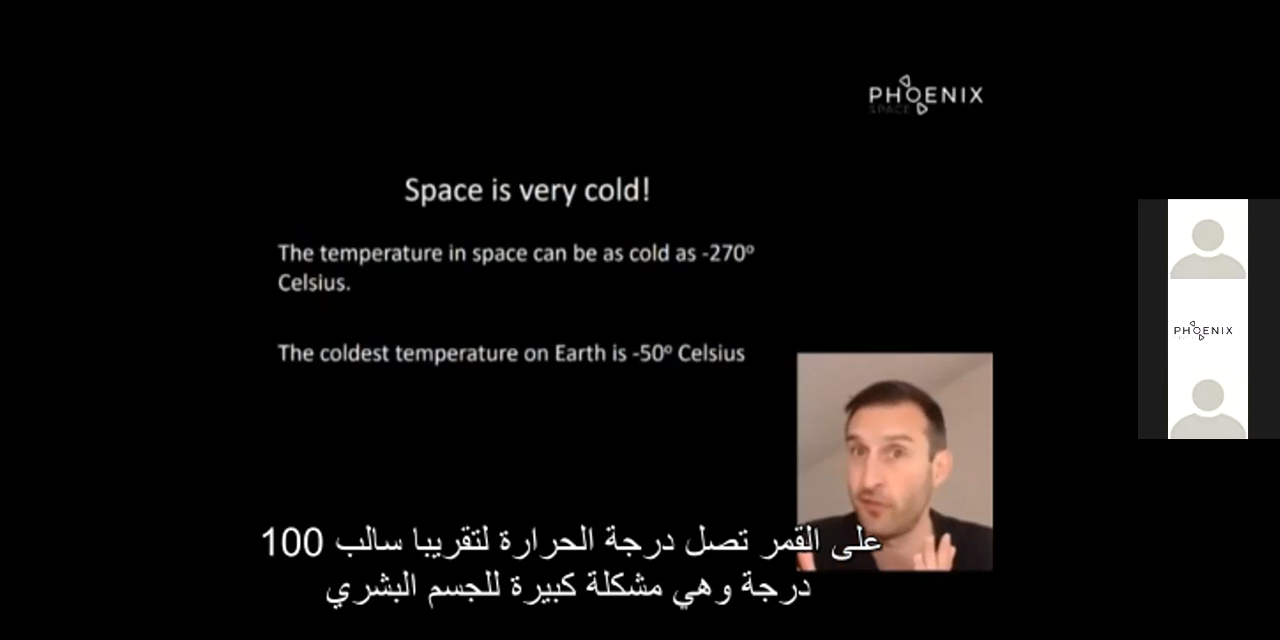 PHOENIX
SPACE
Space is very cold!
The temperature in space can be as cold as -270º
Celsius.
The coldest temperature on Earth is -50º Celsius
PHOENIX
على القمر تصل درجة الحرارة لتقريبا سالب 100
درجة وهي مشكلة كبيرة للجسم البشري